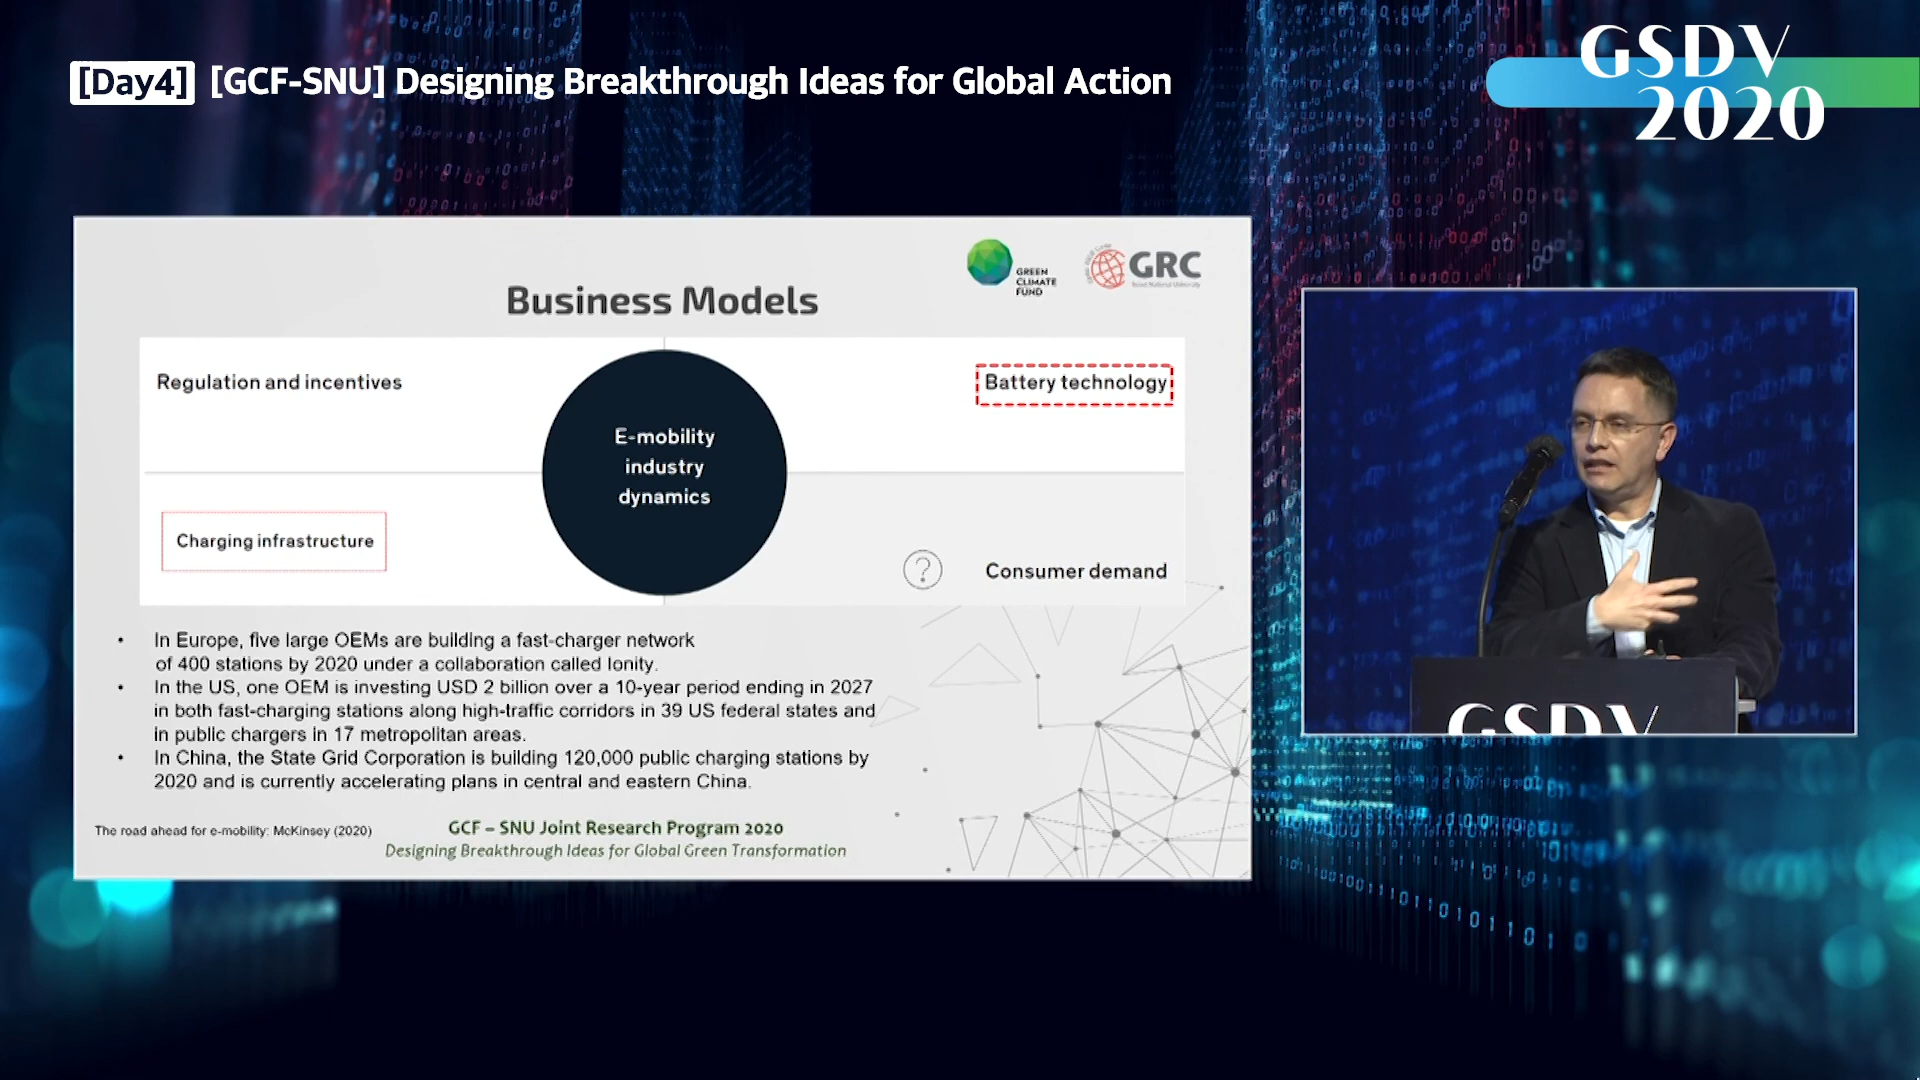 [Day4] [GCF-SNU] Designing Breakthrough Ideas for Global Action
GSDV
2020
GREEN
CLIMATE
FUND
GRC
Seoul National University
Business Models
Regulation and incentives
Battery technology
E-mobility
industry
dynamics
Charging infrastructure
?
Consumer demand
• In Europe, five large OEMs are building a fast-charger network
of 400 stations by 2020 under a collaboration called Ionity.
• In the US, one OEM is investing USD 2 billion over a 10-year period ending in 2027
in both fast-charging stations along high-traffic corridors in 39 US federal states and
in public chargers in 17 metropolitan areas.
• In China, the State Grid Corporation is building 120,000 public charging stations by
2020 and is currently accelerating plans in central and eastern China.
The road ahead for e-mobility: McKinsey (2020)
GCF – SNU Joint Research Program 2020
Designing Breakthrough Ideas for Global Green Transformation
GSDV